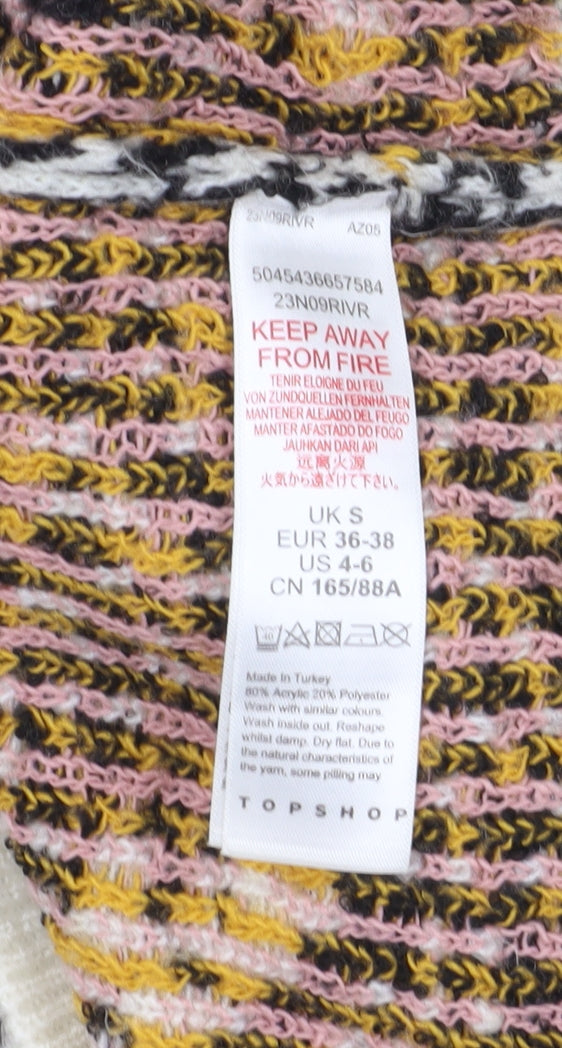 23N09RIVR AZ05
5045436657584
23N09RIVR
KEEP AWAY
FROM FIRE
TENIR ELOIGNE DU FEU
VON ZUNDQUELLEN FERNHALTEN
MANTENER ALEJADO DEL FEUGO
MANTER AFASTADO DO FOGO
JAUHKAN DARI API
远离火源
火気から遠ざけて下さい。
UK S
EUR 36-38
US 4-6
CN 165/88A
40
Made In Turkey
80% Acrylic 20% Polyester
Wash with similar colours.
Wash inside out. Reshape
whilst damp. Dry flat. Due to
the natural characteristics of
the yarn, some pilling may
TOPSHOP